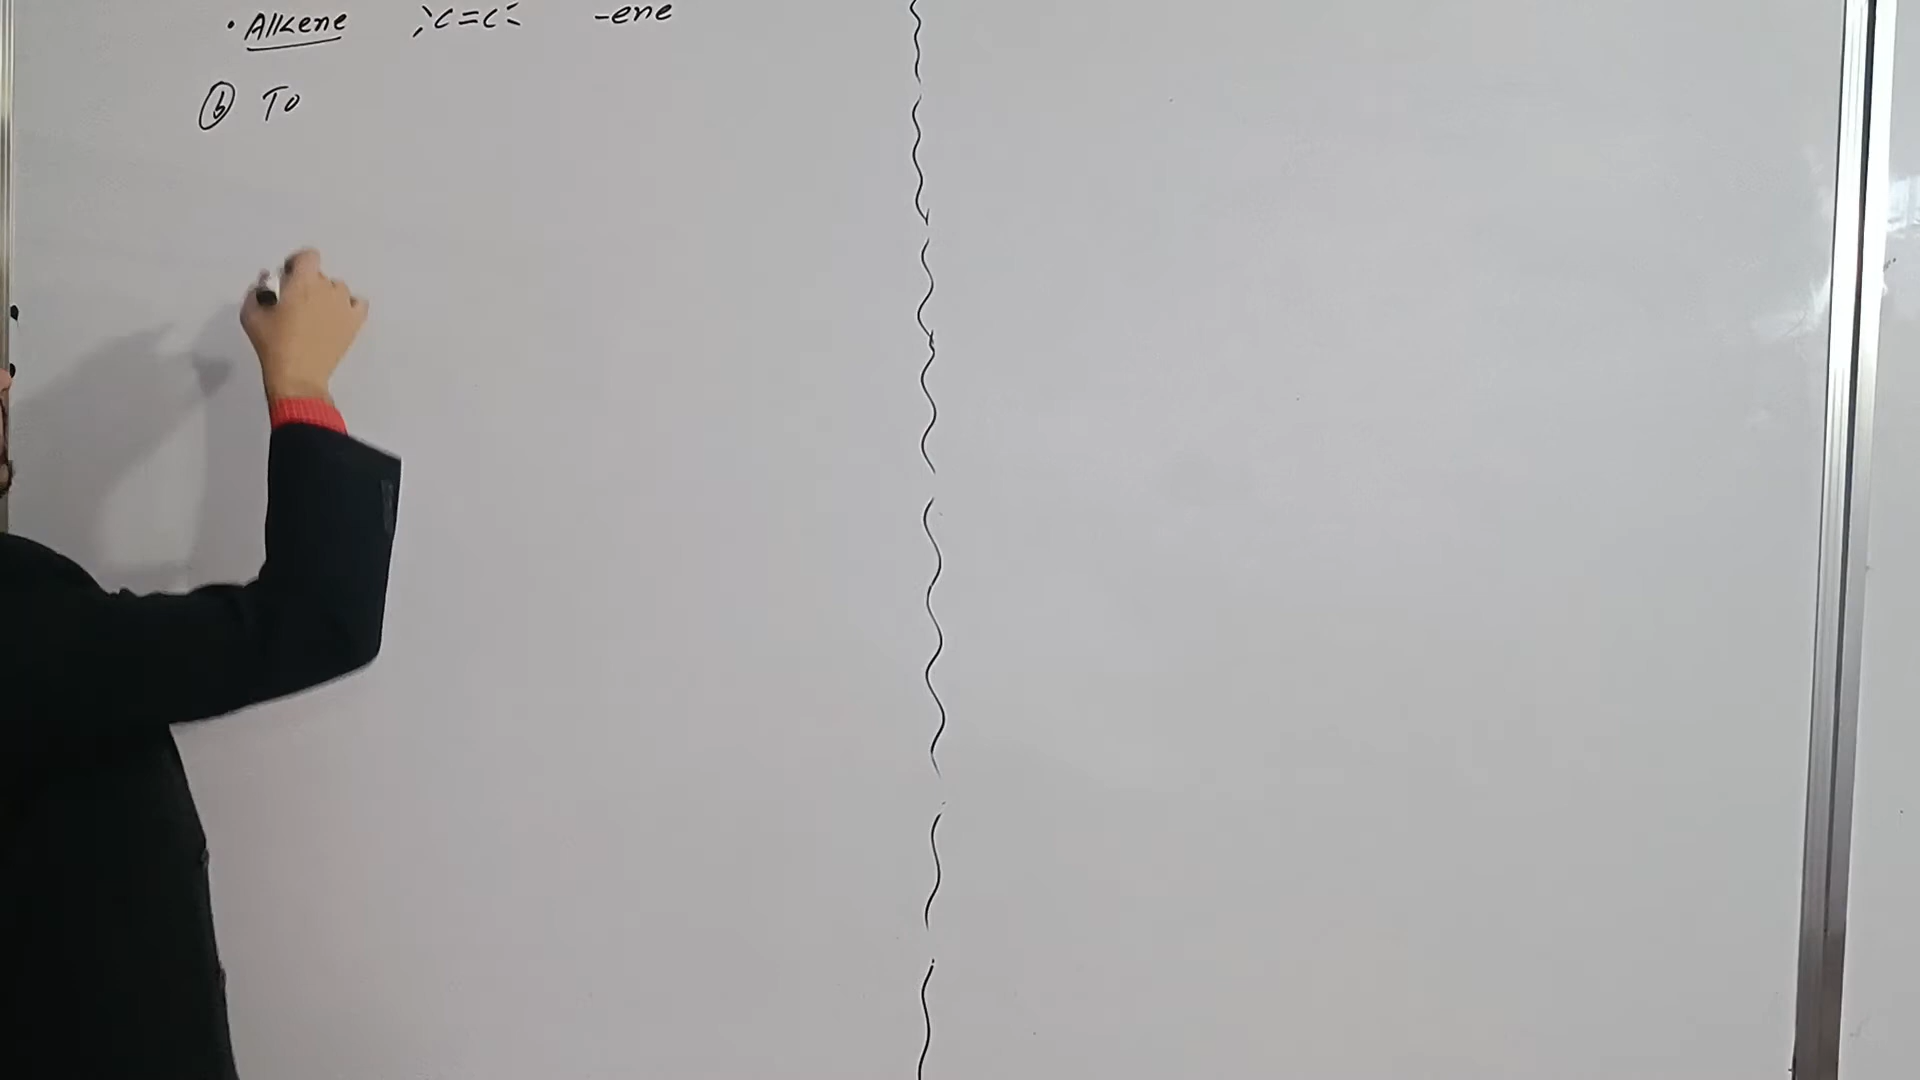 · Alkene >C=C< -ene
ⓑ To